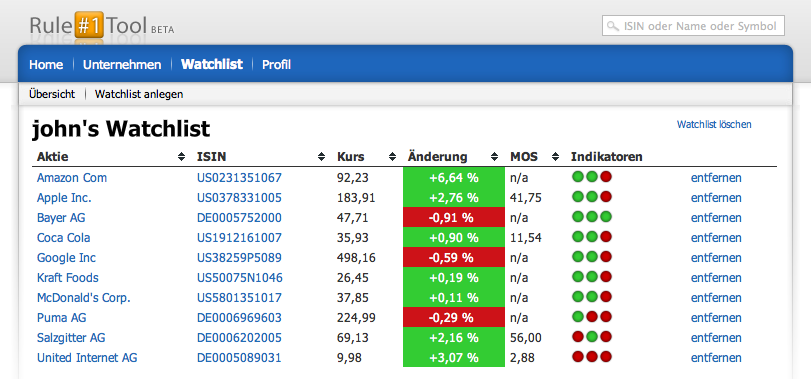 Rule #1 Tool BETA
ISIN oder Name oder Symbol
Home Unternehmen Watchlist Profil
Übersicht Watchlist anlegen
john's Watchlist Watchlist löschen
Aktie ISIN Kurs Änderung MOS Indikatoren
Amazon Com US0231351067 92,23 +6,64 % n/a entfernen
Apple Inc. US0378331005 183,91 +2,76 % 41,75 entfernen
Bayer AG DE0005752000 47,71 -0,91 % n/a entfernen
Coca Cola US1912161007 35,93 +0,90 % 11,54 entfernen
Google Inc US38259P5089 498,16 -0,59 % n/a entfernen
Kraft Foods US50075N1046 26,45 +0,19 % n/a entfernen
McDonald's Corp. US5801351017 37,85 +0,11 % n/a entfernen
Puma AG DE0006969603 224,99 -0,29 % n/a entfernen
Salzgitter AG DE0006202005 69,13 +2,16 % 56,00 entfernen
United Internet AG DE0005089031 9,98 +3,07 % 2,88 entfernen